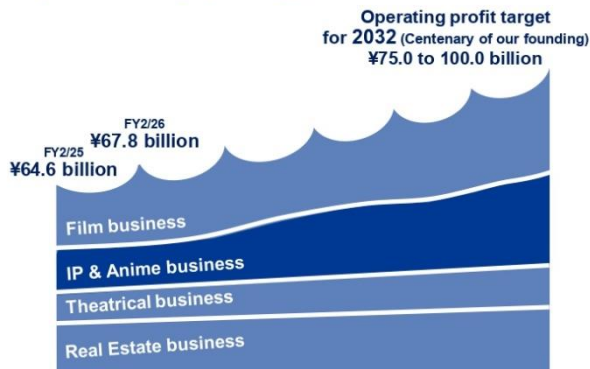 Operating profit target
for 2032 (Centenary of our founding)
¥75.0 to 100.0 billion
FY2/26
¥67.8 billion
FY2/25
¥64.6 billion
Film business
IP & Anime business
Theatrical business
Real Estate business